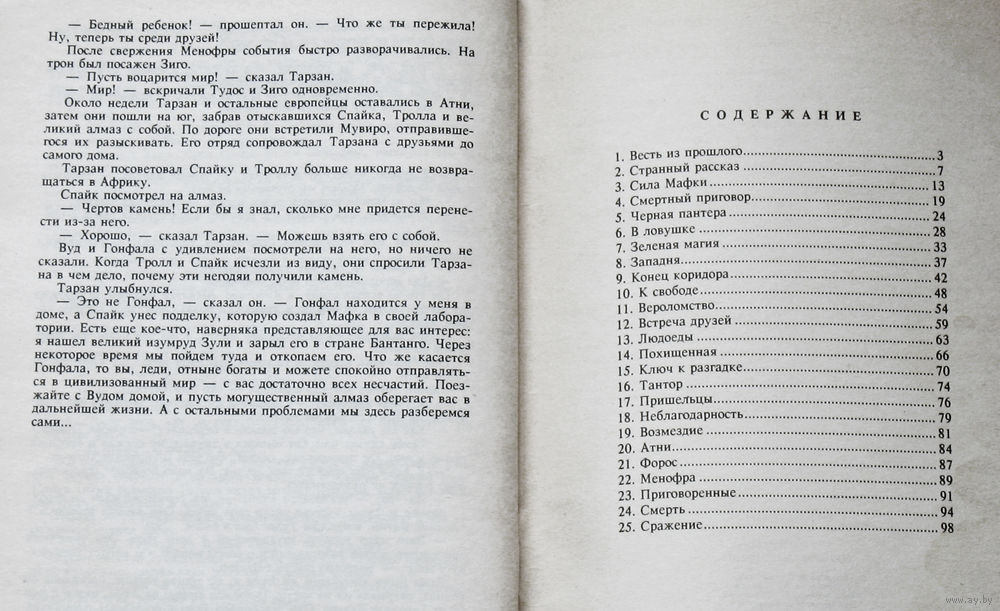 — Бедный ребенок! — прошептал он. — Что же ты пережила!
Ну, теперь ты среди друзей!
После свержения Менофры события быстро разворачивались. На
трон был посажен Зиго.
— Пусть воцарится мир! — сказал Тарзан.
— Мир! — вскричали Тудос и Зиго одновременно.
Около недели Тарзан и остальные европейцы оставались в Атни,
затем они пошли на юг, забрав отыскавшихся Спайка, Тролла и ве-
ликий алмаз с собой. По дороге они встретили Мувиро, отправивше-
гося их разыскивать. Его отряд сопровождал Тарзана с друзьями до
самого дома.
Тарзан посоветовал Спайку и Троллу больше никогда не возвра-
щаться в Африку.
Спайк посмотрел на алмаз.
— Чертов камень! Если бы я знал, сколько мне придется перене-
сти из-за него.
— Хорошо, — сказал Тарзан. — Можешь взять его с собой.
Вуд и Гонфала с удивлением посмотрели на него, но ничего не
сказали. Когда Тролл и Спайк исчезли из виду, они спросили Тарза-
на в чем дело, почему эти негодяи получили камень.
Тарзан улыбнулся.
— Это не Гонфал, — сказал он. — Гонфал находится у меня в
доме, а Спайк унес подделку, которую создал Мафка в своей лабора-
тории. Есть еще кое-что, наверняка представляющее для вас интерес:
я нашел великий изумруд Зули и зарыл его в стране Бантанго. Через
некоторое время мы пойдем туда и откопаем его. Что же касается
Гонфала, то вы, леди, отныне богаты и можете спокойно отправлять-
ся в цивилизованный мир — с вас достаточно всех несчастий. Поез-
жайте с Вудом домой, и пусть могущественный алмаз оберегает вас в
дальнейшей жизни. А с остальными проблемами мы здесь разберемся
сами...
СОДЕРЖАНИЕ
1. Весть из прошлого 3
2. Странный рассказ 7
3. Сила Мафки 13
4. Смертный приговор 19
5. Черная пантера 24
6. В ловушке 28
7. Зеленая магия 33
8. Западня 37
9. Конец коридора 42
10. К свободе 48
11. Вероломство 54
12. Встреча друзей 59
13. Людоеды 63
14. Похищенная 66
15. Ключ к разгадке 70
16. Тантор 74
17. Пришельцы 76
18. Неблагодарность 79
19. Возмездие 81
20. Атни 84
21. Форос 87
22. Менофра 89
23. Приговоренные 91
24. Смерть 94
25. Сражение 98
www.ay.by